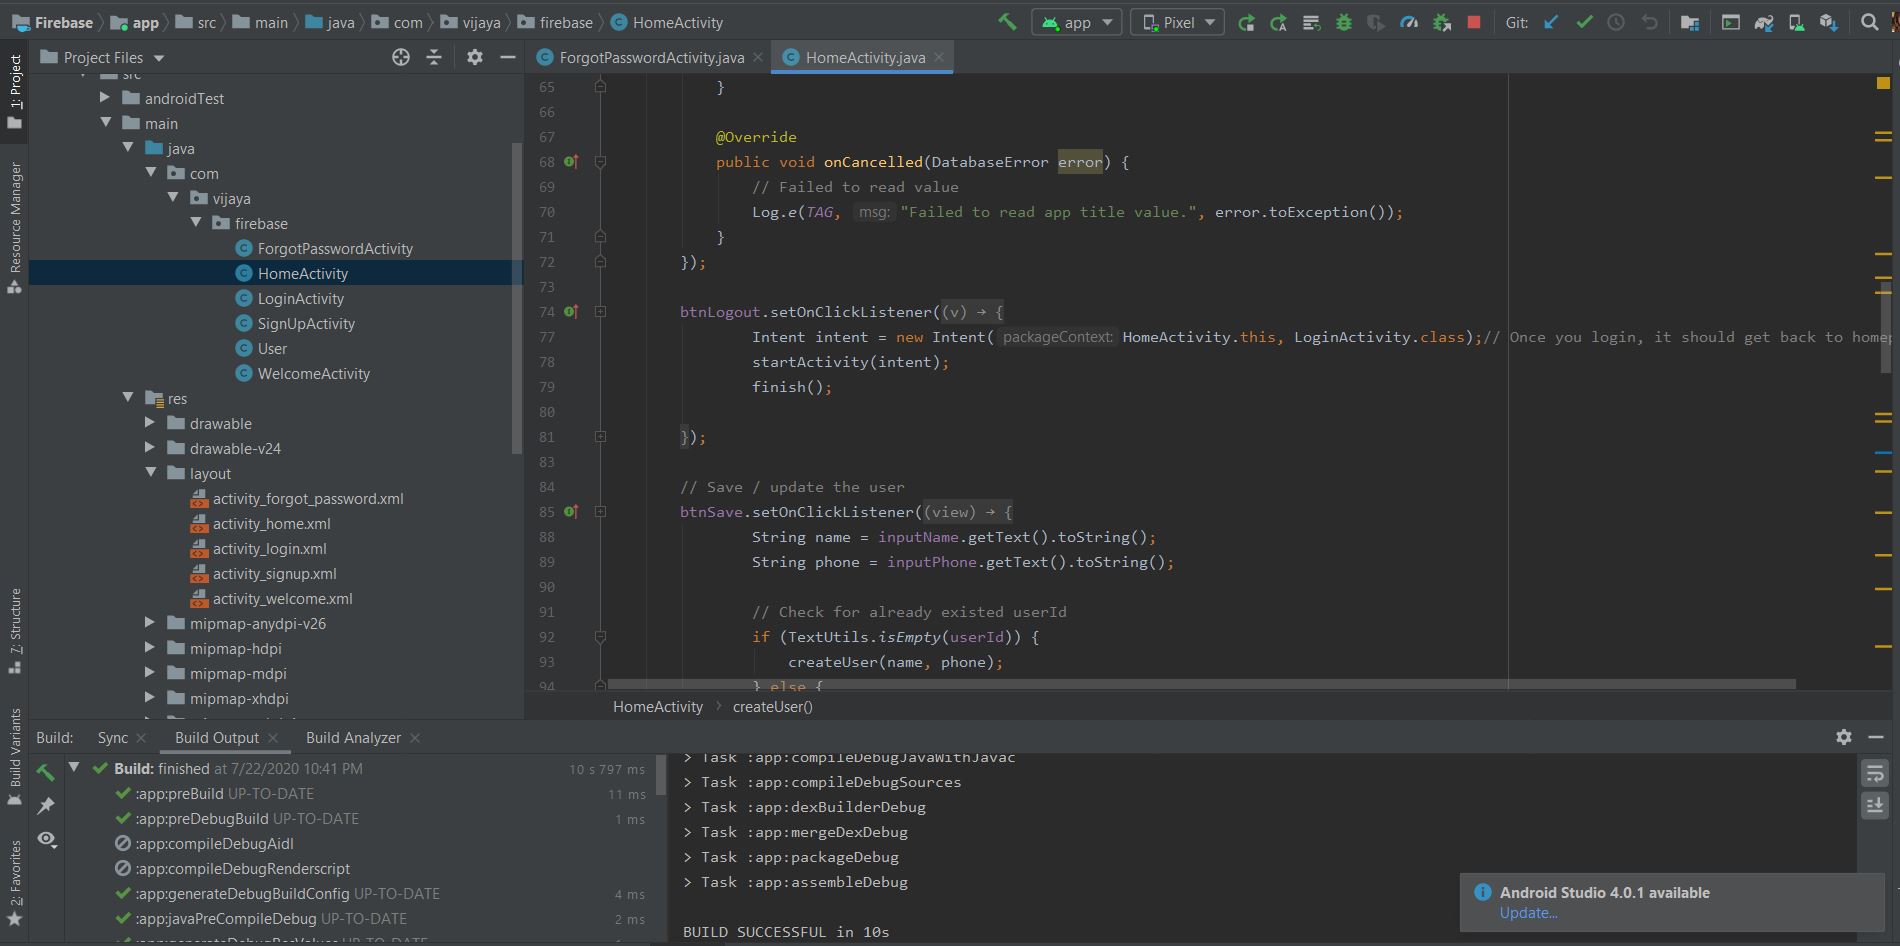 Firebase app src main java com vijaya firebase HomeActivity app Pixel Git:
1: Project
Resource Manager
7: Structure
Build Variants
2: Favorites
Project Files
src
androidTest
main
java
com
vijaya
firebase
ForgotPasswordActivity
HomeActivity
LoginActivity
SignUpActivity
User
WelcomeActivity
res
drawable
drawable-v24
layout
activity_forgot_password.xml
activity_home.xml
activity_login.xml
activity_signup.xml
activity_welcome.xml
mipmap-anydpi-v26
mipmap-hdpi
mipmap-mdpi
mipmap-xhdpi
ForgotPasswordActivity.java HomeActivity.java
65 }
66
67 @Override
68 public void onCancelled(DatabaseError error) {
69 // Failed to read value
70 Log.e(TAG, msg: "Failed to read app title value.", error.toException());
71 }
72 });
73
74 btnLogout.setOnClickListener((v) → {
77 Intent intent = new Intent( packageContext: HomeActivity.this, LoginActivity.class);// Once you login, it should get back to homep
78 startActivity(intent);
79 finish();
80
81 });
83
84 // Save / update the user
85 btnSave.setOnClickListener((view) → {
88 String name = inputName.getText().toString();
89 String phone = inputPhone.getText().toString();
90
91 // Check for already existed userId
92 if (TextUtils.isEmpty(userId)) {
93 createUser(name, phone);
94 } else {
HomeActivity createUser()
Build: Sync Build Output Build Analyzer
Build: finished at 7/22/2020 10:41 PM 10 s 797 ms
:app:preBuild UP-TO-DATE 11 ms
:app:preDebugBuild UP-TO-DATE 1 ms
:app:compileDebugAidl
:app:compileDebugRenderscript
:app:generateDebugBuildConfig UP-TO-DATE 4 ms
:app:javaPreCompileDebug UP-TO-DATE 2 ms
:app:generateDebugResValues UP-TO-DATE
> Task :app:compileDebugJavaWithJavac
> Task :app:compileDebugSources
> Task :app:dexBuilderDebug
> Task :app:mergeDexDebug
> Task :app:packageDebug
> Task :app:assembleDebug
BUILD SUCCESSFUL in 10s
Android Studio 4.0.1 available
Update...